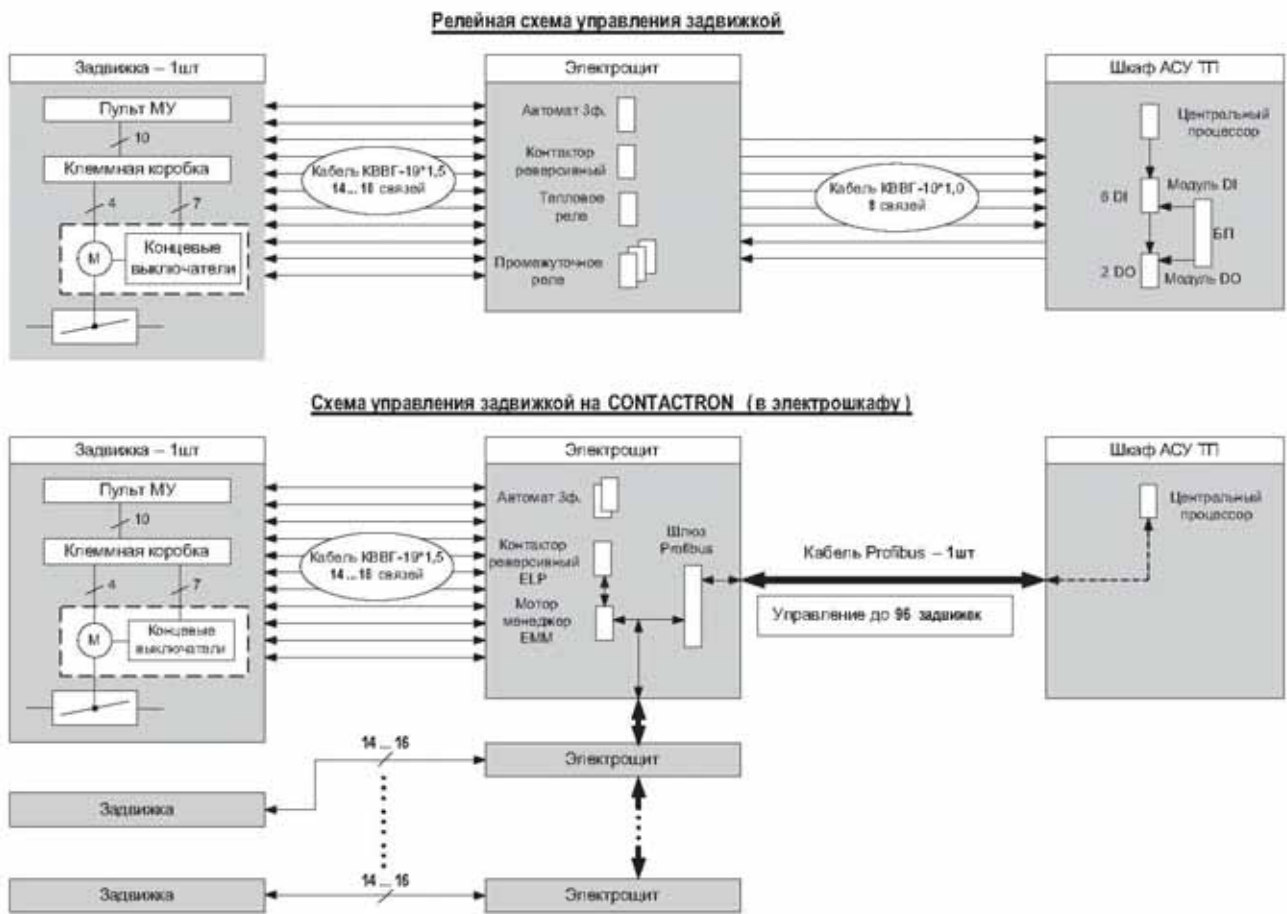 Релейная схема управления задвижкой
Задвижка – 1шт
Пульт МУ
10
Клеммная коробка
4
7
М
Концевые
выключатели
Кабель КВВГ-19*1,5
14 ... 16 связей
Электрощит
Автомат 3ф.
Контактор
реверсивный
Тепловое
реле
Промежуточное
реле
Кабель КВВГ-10*1,0
8 связей
Шкаф АСУ ТП
Центральный
процессор
Модуль DI
6 DI
БП
2 DO
Модуль DO
Схема управления задвижкой на CONTACTRON ( в электрошкафу )
Задвижка – 1шт
Пульт МУ
10
Клеммная коробка
4
7
М
Концевые
выключатели
Кабель КВВГ-19*1,5
14 ... 16 связей
Электрощит
Автомат 3ф.
Контактор
реверсивный
ELP
Мотор
менеджер
EMM
Шлюз
Profibus
Кабель Profibus – 1шт
Управление до 96 задвижек
Шкаф АСУ ТП
Центральный
процессор
14 ... 16
Электрощит
Задвижка
14 ... 16
Задвижка
Электрощит